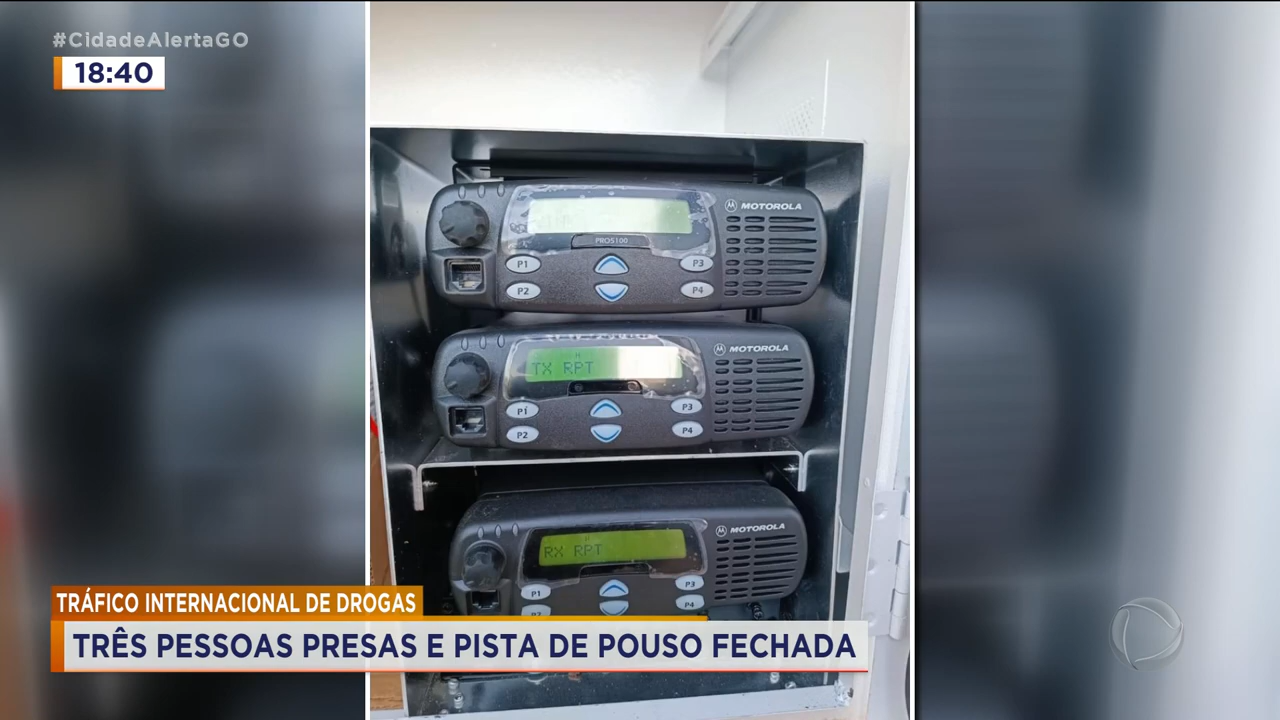 #CidadeAlertaGO
18:40
MOTOROLA
PRO5100
P1
P3
P2
P4
MOTOROLA
TX RPT
P1
P3
P2
P4
MOTOROLA
RX RPT
P1
P3
P2
P4
TRÁFICO INTERNACIONAL DE DROGAS
TRÊS PESSOAS PRESAS E PISTA DE POUSO FECHADA